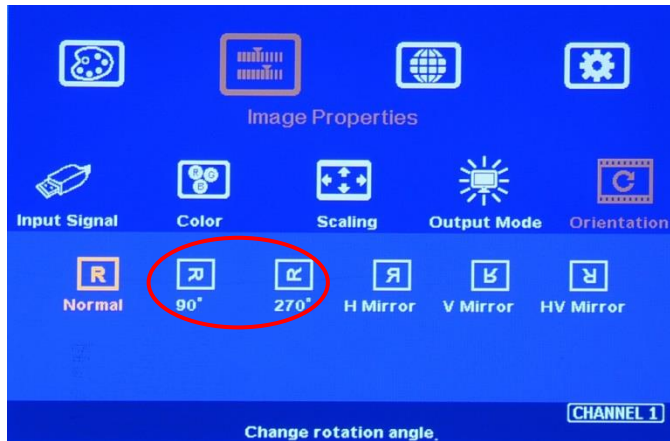 Image Properties
Input Signal Color Scaling Output Mode Orientation
Normal 90° 270° H Mirror V Mirror HV Mirror
CHANNEL 1
Change rotation angle.